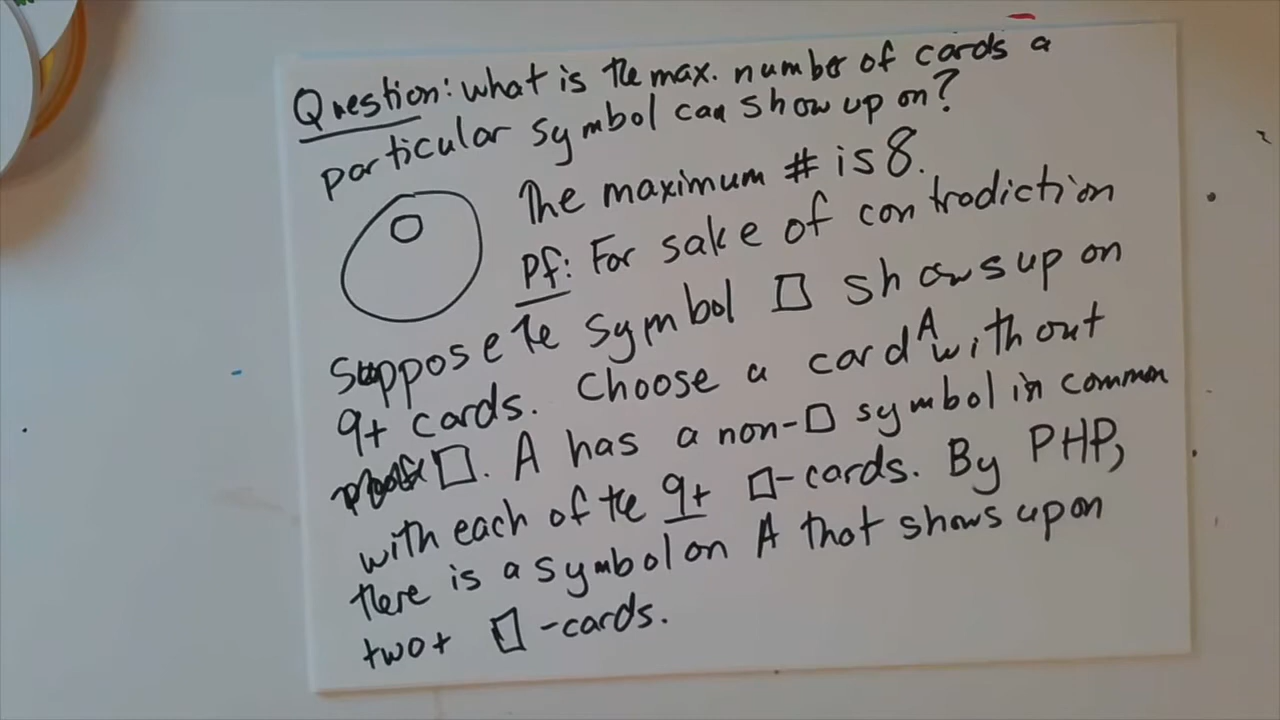 Question: what is the max. number of cards a
particular symbol can show up on?
The maximum # is 8.
Pf: For sake of contradiction
Suppose the symbol □ shows up on
9+ cards. Choose a card A without
□. A has a non-□ symbol in common
with each of the 9+ □-cards. By PHP,
there is a symbol on A that shows up on
two+ □-cards.